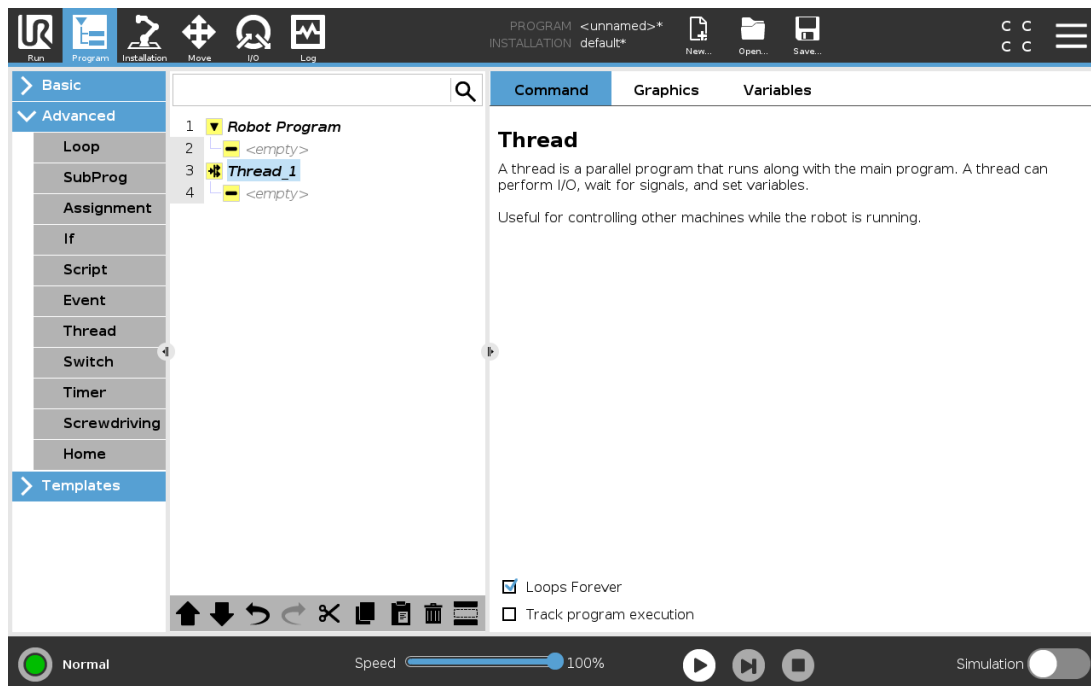 PROGRAM <unnamed>*
INSTALLATION default*
UR
Run
Program
Installation
Move
I/O
Log
New...
Open...
Save...
C C
C C
Basic
Advanced
Loop
SubProg
Assignment
If
Script
Event
Thread
Switch
Timer
Screwdriving
Home
Templates
1 Robot Program
2 <empty>
3 Thread_1
4 <empty>
Command Graphics Variables
Thread
A thread is a parallel program that runs along with the main program. A thread can
perform I/O, wait for signals, and set variables.
Useful for controlling other machines while the robot is running.
Loops Forever
Track program execution
Normal
Speed 100%
Simulation